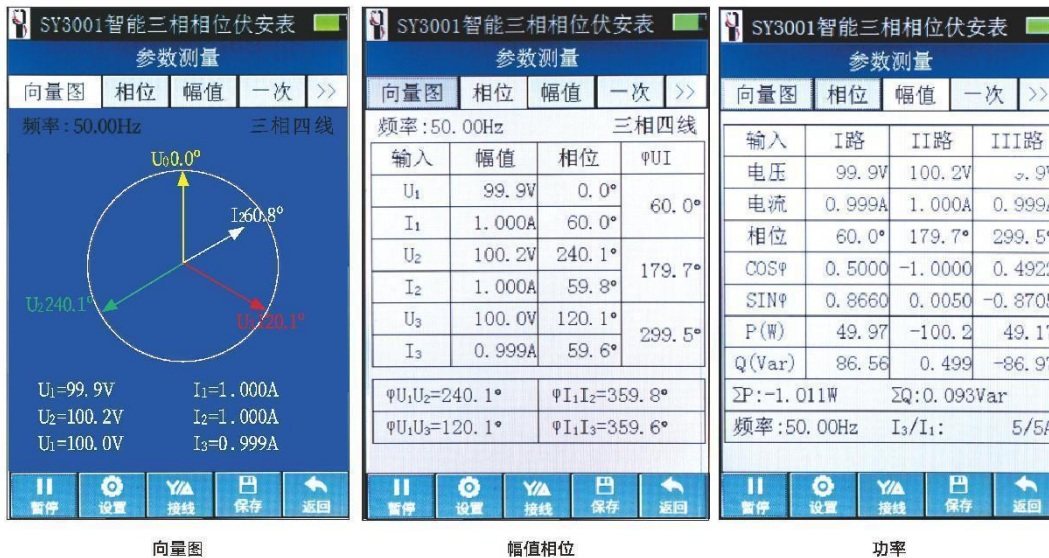 SY3001智能三相相位伏安表
参数测量
向量图 相位 幅值 一次 >>
频率:50.00Hz 三相四线
U₀0.0°
I₂60.8°
U₂240.1°
U₃120.1°
U₁=99.9V I₁=1.000A
U₂=100.2V I₂=1.000A
U₁=100.0V I₃=0.999A
暂停 设置 Y/△ 接线 保存 返回
向量图
SY3001智能三相相位伏安表
参数测量
向量图 相位 幅值 一次 >>
频率:50.00Hz 三相四线
输入 幅值 相位 φUI
U₁ 99.9V 0.0°
60.0°
I₁ 1.000A 60.0°
U₂ 100.2V 240.1°
179.7°
I₂ 1.000A 59.8°
U₃ 100.0V 120.1°
299.5°
I₃ 0.999A 59.6°
φU₁U₂=240.1° φI₁I₂=359.8°
φU₁U₃=120.1° φI₁I₃=359.6°
暂停 设置 Y/△ 接线 保存 返回
幅值相位
SY3001智能三相相位伏安表
参数测量
向量图 相位 幅值 一次 >>
输入 I路 II路 III路
电压 99.9V 100.2V
电流 0.999A 1.000A 0.999A
相位 60.0° 179.7° 299.5°
COSφ 0.5000 -1.0000 0.4922
SINφ 0.8660 0.0050 -0.8705
P(W) 49.97 -100.2 49.17
Q(Var) 86.56 0.499 -86.97
ΣP:-1.011W ΣQ:0.093Var
频率:50.00Hz I₃/I₁: 5/5A
暂停 设置 Y/△ 接线 保存 返回
功率